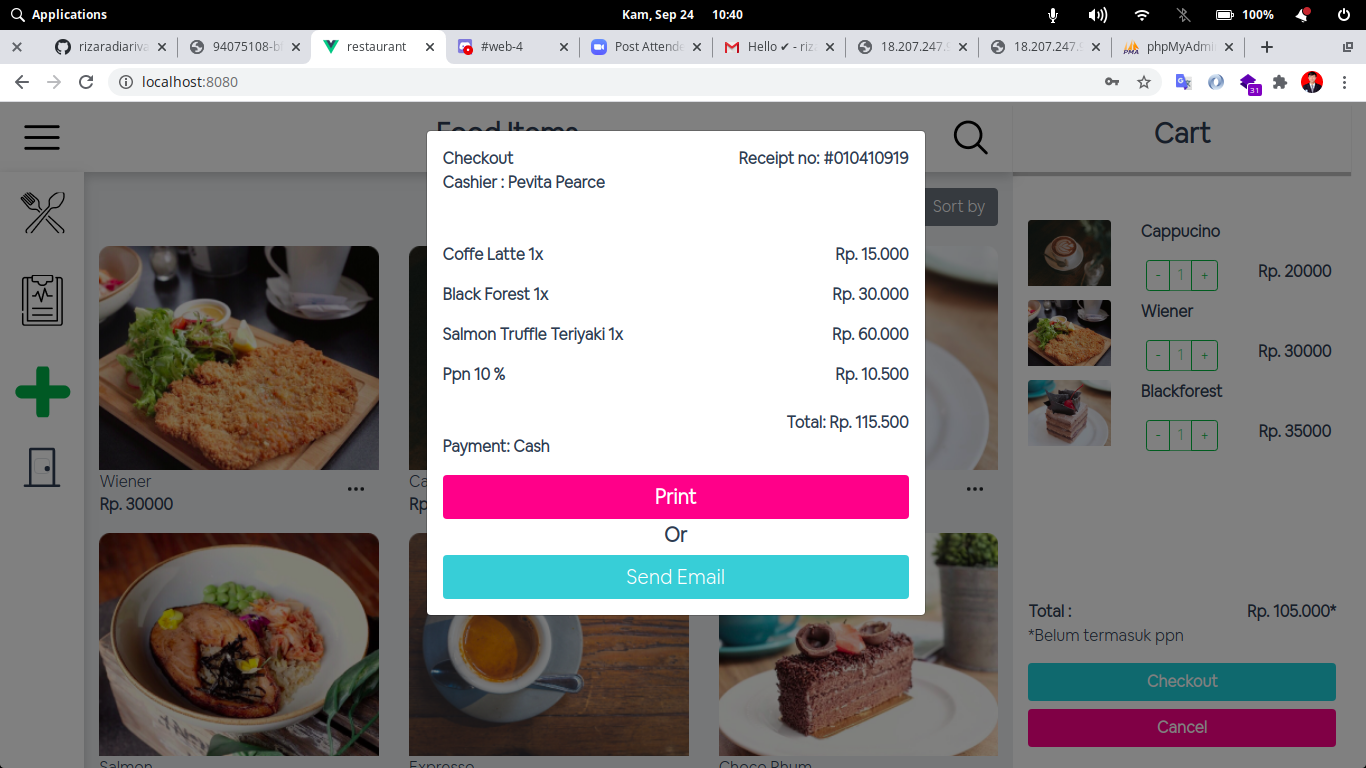 Applications
Kam, Sep 24 10:40
100%
rizaradiariva
94075108-b
restaurant
#web-4
Post Attende
Hello ✔ - riz
18.207.247.9
18.207.247.9
phpMyAdmi
localhost:8080
31
Food Items
Cart
Sort by
Checkout
Receipt no: #010410919
Cashier : Pevita Pearce
Coffe Latte 1x
Rp. 15.000
Black Forest 1x
Rp. 30.000
Salmon Truffle Teriyaki 1x
Rp. 60.000
Ppn 10 %
Rp. 10.500
Total: Rp. 115.500
Payment: Cash
Print
Or
Send Email
Wiener
Rp. 30000
Ca
Rp.
Salmon
Expresso
Choco Rhum
Cappucino
- 1 +
Rp. 20000
Wiener
- 1 +
Rp. 30000
Blackforest
- 1 +
Rp. 35000
Total :
Rp. 105.000*
*Belum termasuk ppn
Checkout
Cancel